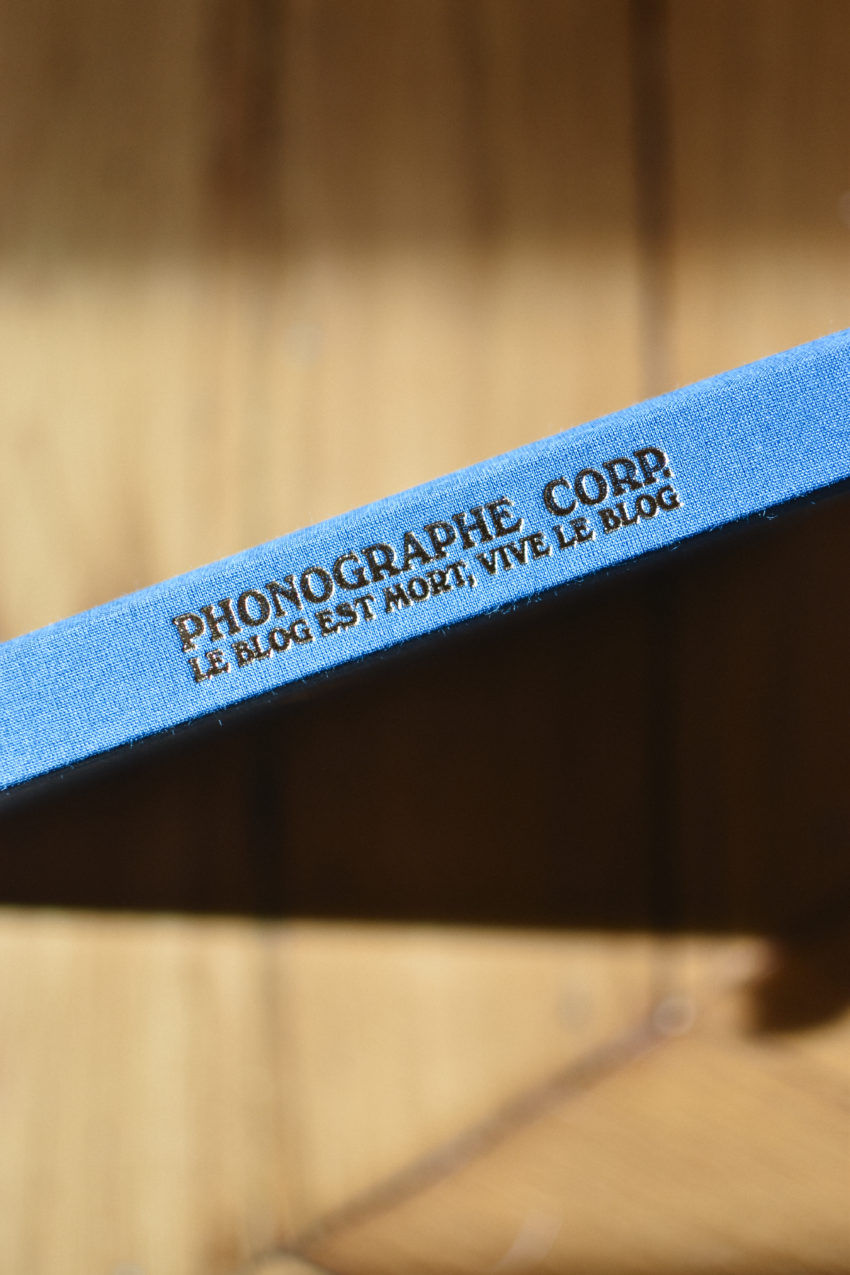 PHONOGRAPHE CORP.
LE BLOG EST MORT, VIVE LE BLOG